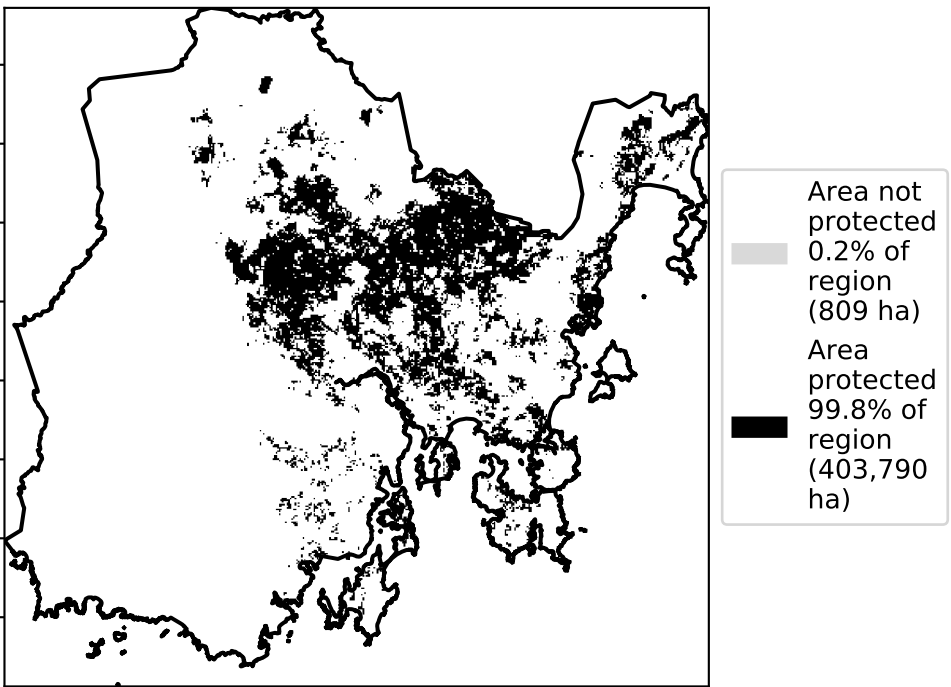 Area not
protected
0.2% of
region
(809 ha)
Area
protected
99.8% of
region
(403,790
ha)